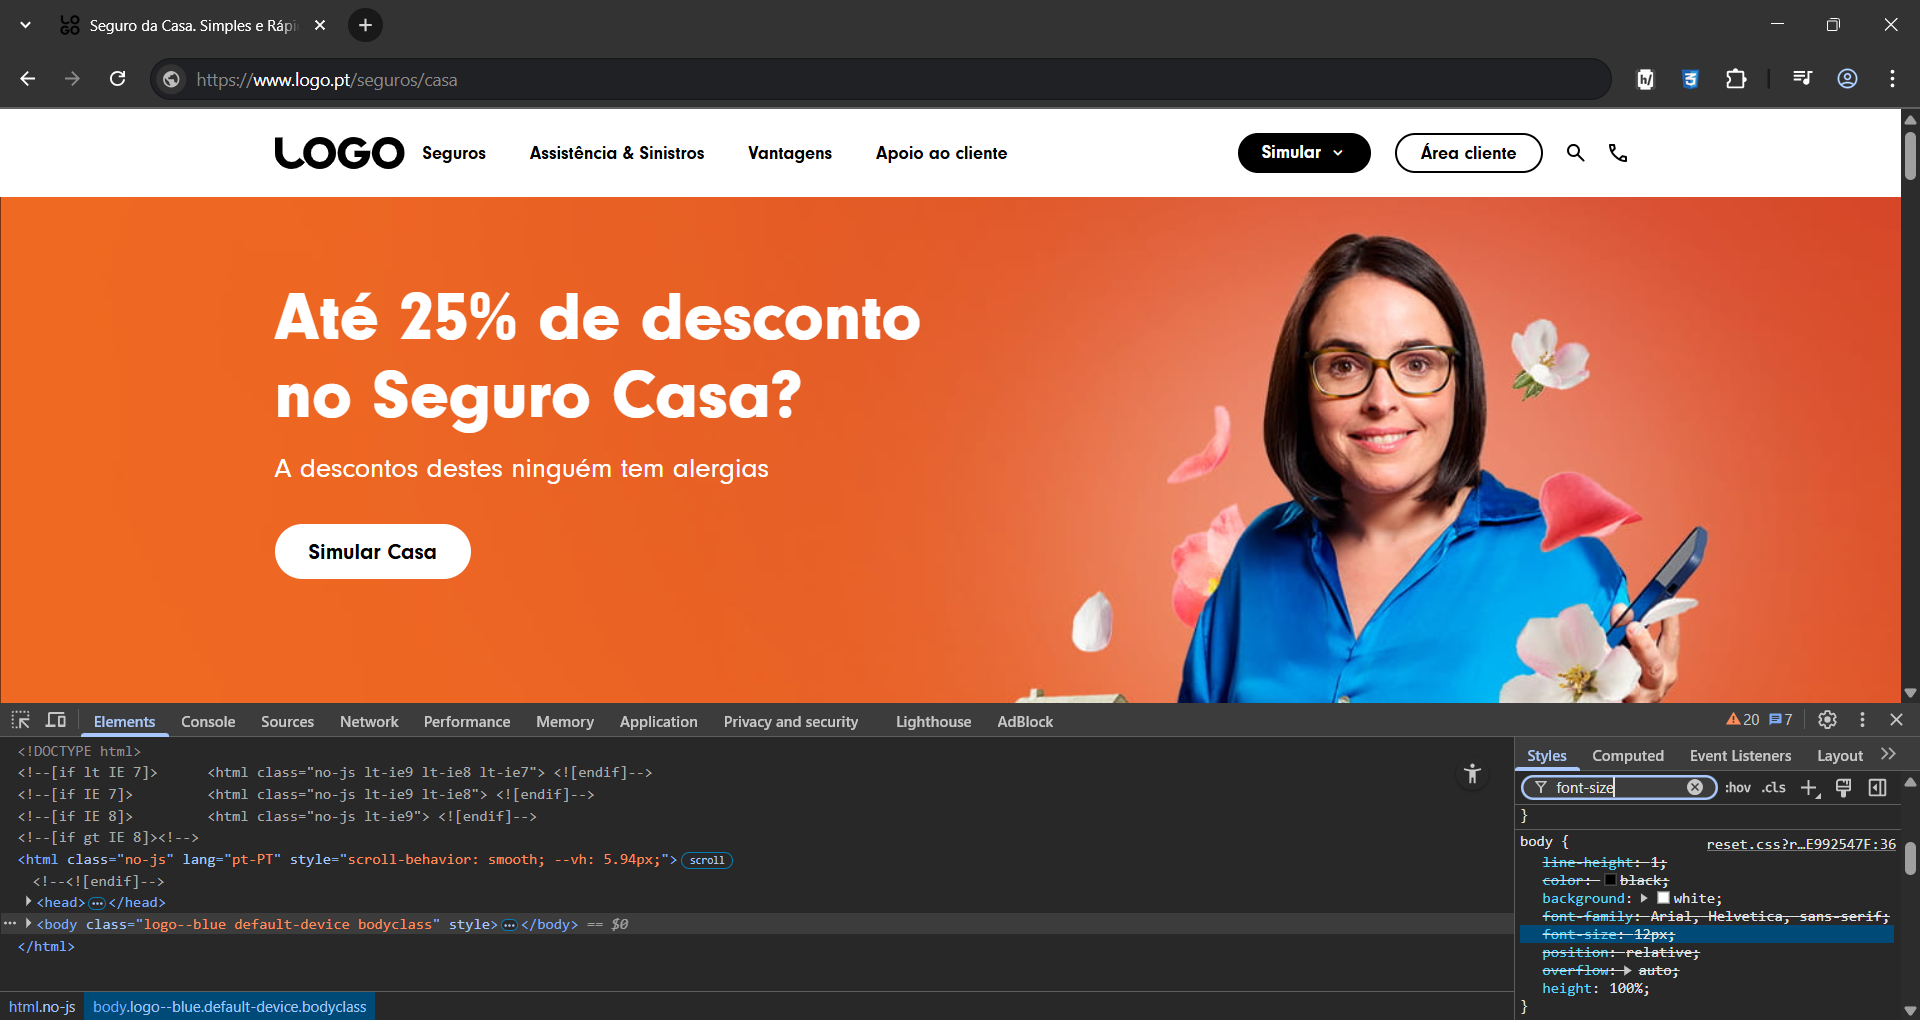 Seguro da Casa. Simples e Rápi
https://www.logo.pt/seguros/casa
LOGO Seguros Assistência & Sinistros Vantagens Apoio ao cliente Simular Área cliente
Até 25% de desconto
no Seguro Casa?
A descontos destes ninguém tem alergias
Simular Casa
Elements Console Sources Network Performance Memory Application Privacy and security Lighthouse AdBlock 20 7
<!DOCTYPE html>
<!--[if lt IE 7]> <html class="no-js lt-ie9 lt-ie8 lt-ie7"> <![endif]-->
<!--[if IE 7]> <html class="no-js lt-ie9 lt-ie8"> <![endif]-->
<!--[if IE 8]> <html class="no-js lt-ie9"> <![endif]-->
<!--[if gt IE 8]><!-->
<html class="no-js" lang="pt-PT" style="scroll-behavior: smooth; --vh: 5.94px;"> scroll
<!--<![endif]-->
<head>…</head>
<body class="logo--blue default-device bodyclass" style>…</body> == $0
</html>
html.no-js body.logo--blue.default-device.bodyclass
Styles Computed Event Listeners Layout
font-size :hov .cls
}
body { reset.css?r…E992547F:36
line-height: 1;
color: black;
background: white;
font-family: Arial, Helvetica, sans-serif;
font-size: 12px;
position: relative;
overflow: auto;
height: 100%;
}